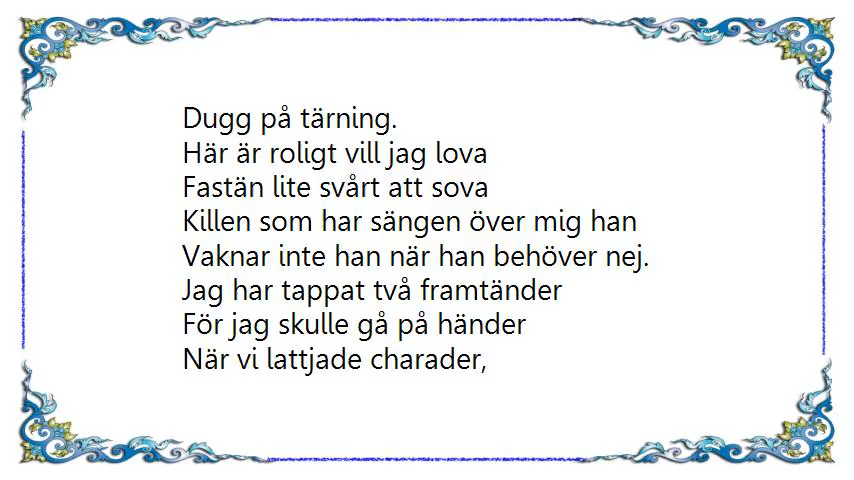 Dugg på tärning.
Här är roligt vill jag lova
Fastän lite svårt att sova
Killen som har sängen över mig han
Vaknar inte han när han behöver nej.
Jag har tappat två framtänder
För jag skulle gå på händer
När vi lattjade charader,